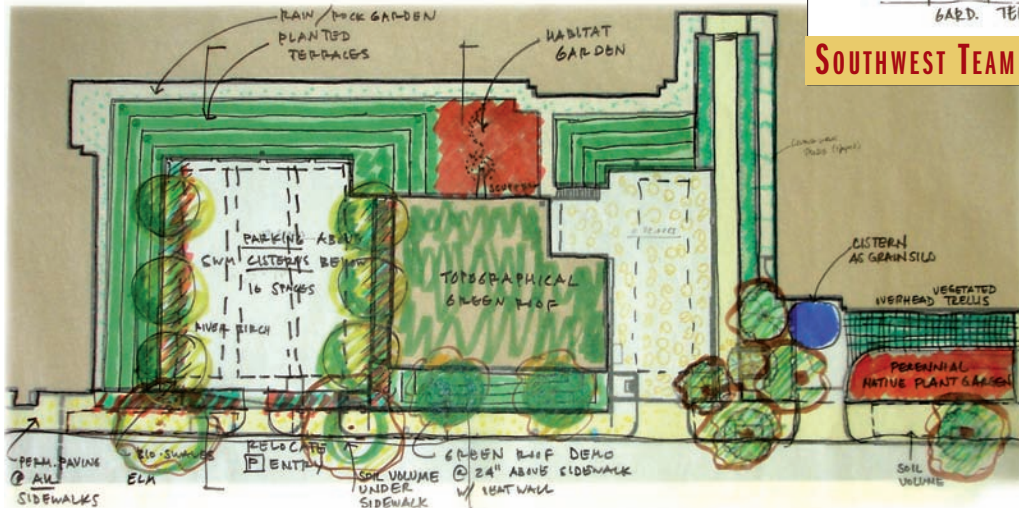 GARD. TE
SOUTHWEST TEAM
RAIN / ROCK GARDEN
PLANTED
TERRACES
HABITAT
GARDEN
PARKING ABOVE
SWM CISTERNS BELOW
16 SPACES
RIVER BIRCH
TOPOGRAPHICAL
GREEN ROOF
CISTERN
AS GRAIN SILO
VEGETATED
OVERHEAD TRELLIS
PERENNIAL
NATIVE PLANT GARDEN
PERM. PAVING
@ ALL
SIDEWALKS
BIO-SWALES
ELM
RELOCATE
P ENTRY
SOIL VOLUME
UNDER
SIDEWALK
GREEN ROOF DEMO
@ 24" ABOVE SIDEWALK
W/ SEAT WALL
SOIL
VOLUME